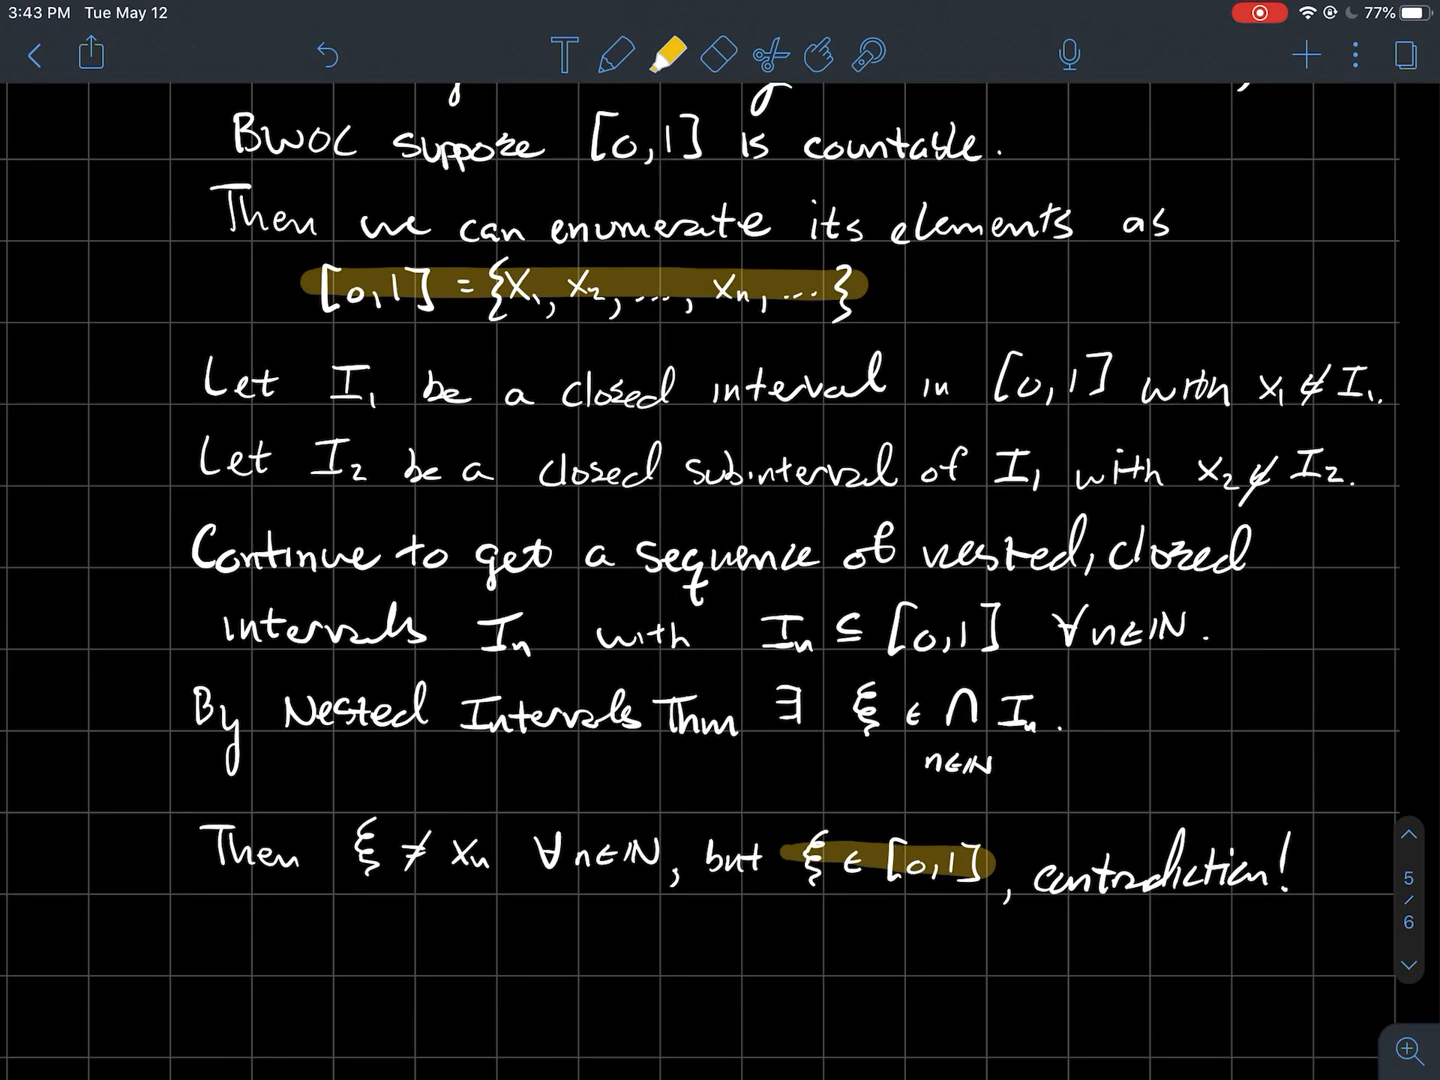 3:43 PM Tue May 12
77%
BWOC suppose [0,1] is countable.
Then we can enumerate its elements as
[0,1] = {x₁, x₂, ..., xₙ, ...}
Let I₁ be a closed interval in [0,1] with x₁ ∉ I₁.
Let I₂ be a closed subinterval of I₁ with x₂ ∉ I₂.
Continue to get a sequence of nested, closed
intervals Iₙ with Iₙ ⊆ [0,1] ∀n∈ℕ.
By Nested Intervals Thm ∃ ξ ∈ ⋂ Iₙ.
n∈ℕ
Then ξ ≠ xₙ ∀n∈ℕ, but ξ ∈ [0,1], contradiction!
5
/
6